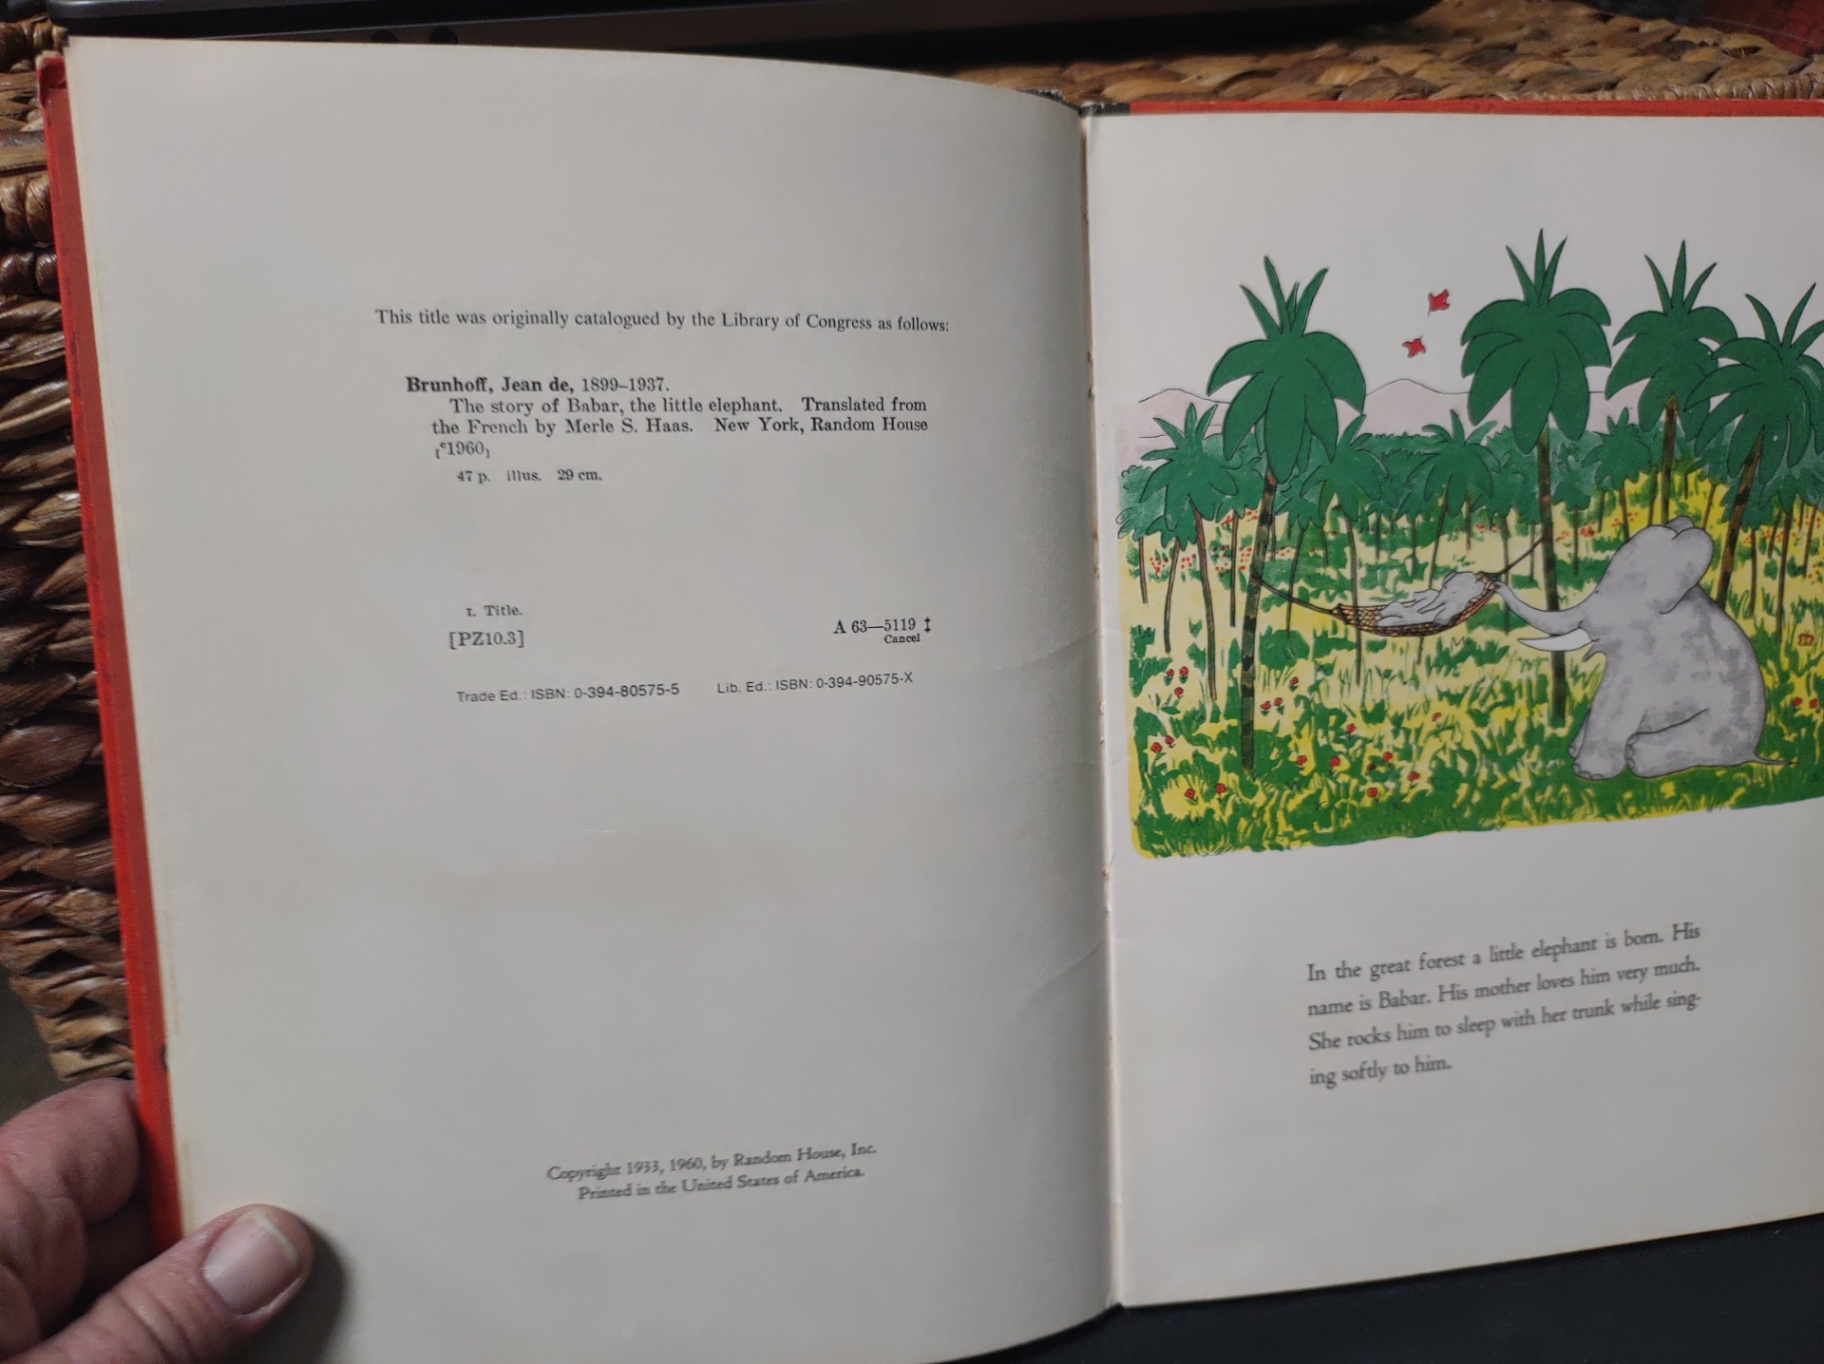 This title was originally catalogued by the Library of Congress as follows:
Brunhoff, Jean de, 1899–1937.
The story of Babar, the little elephant. Translated from
the French by Merle S. Haas. New York, Random House
[ᶜ1960]
47 p. illus. 29 cm.
I. Title.
[PZ10.3]
A 63—5119 ‡
Cancel
Trade Ed.: ISBN: 0-394-80575-5 Lib. Ed.: ISBN: 0-394-90575-X
Copyright 1933, 1960, by Random House, Inc.
Printed in the United States of America.
In the great forest a little elephant is born. His
name is Babar. His mother loves him very much.
She rocks him to sleep with her trunk while sing-
ing softly to him.